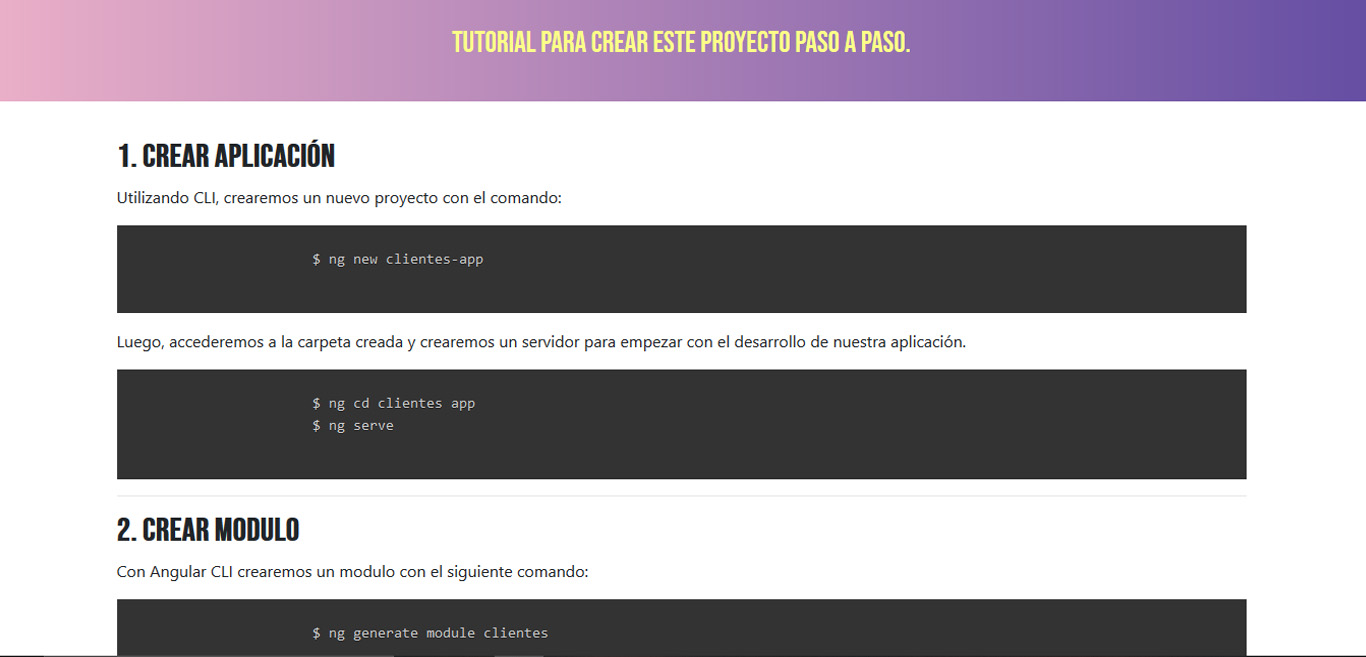 TUTORIAL PARA CREAR ESTE PROYECTO PASO A PASO.
1. CREAR APLICACIÓN
Utilizando CLI, crearemos un nuevo proyecto con el comando:
$ ng new clientes-app
Luego, accederemos a la carpeta creada y crearemos un servidor para empezar con el desarrollo de nuestra aplicación.
$ ng cd clientes app
$ ng serve
2. CREAR MODULO
Con Angular CLI crearemos un modulo con el siguiente comando:
$ ng generate module clientes